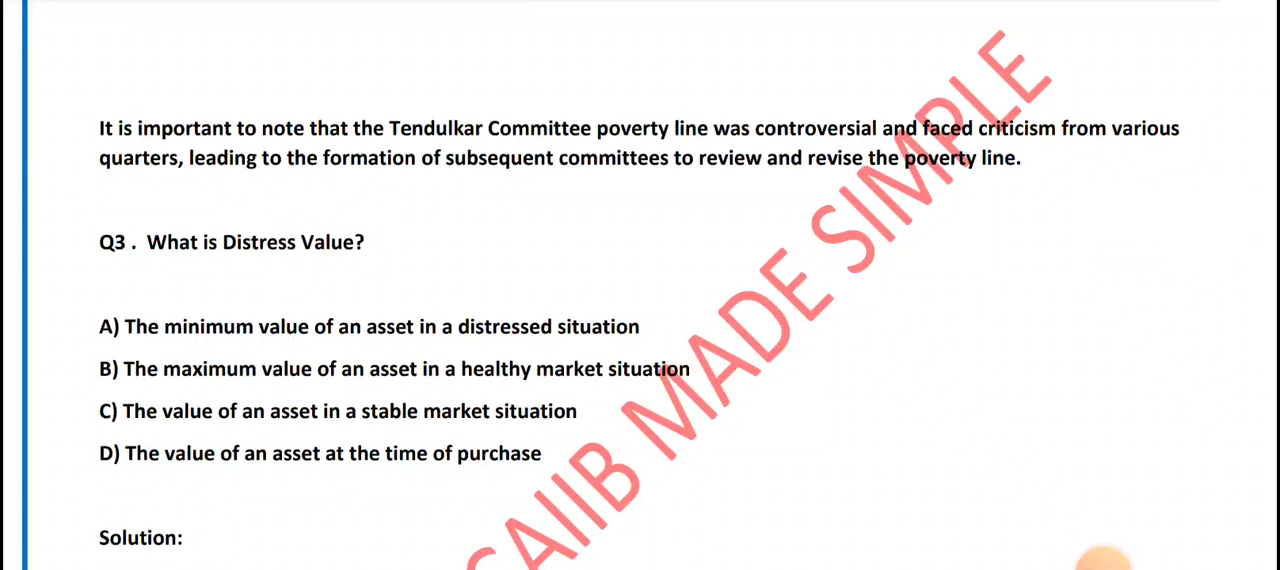 It is important to note that the Tendulkar Committee poverty line was controversial and faced criticism from various
quarters, leading to the formation of subsequent committees to review and revise the poverty line.
Q3 . What is Distress Value?
A) The minimum value of an asset in a distressed situation
B) The maximum value of an asset in a healthy market situation
C) The value of an asset in a stable market situation
D) The value of an asset at the time of purchase
Solution:
CAIIB MADE SIMPLE